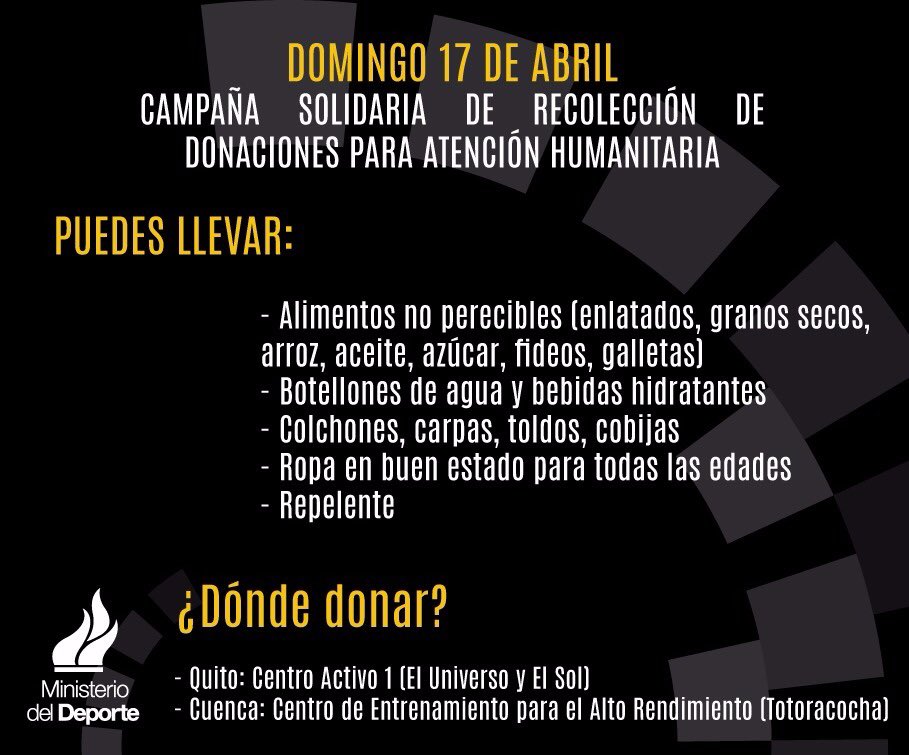 DOMINGO 17 DE ABRIL
CAMPAÑA SOLIDARIA DE RECOLECCIÓN DE
DONACIONES PARA ATENCIÓN HUMANITARIA
PUEDES LLEVAR:
- Alimentos no perecibles (enlatados, granos secos,
arroz, aceite, azúcar, fideos, galletas)
- Botellones de agua y bebidas hidratantes
- Colchones, carpas, toldos, cobijas
- Ropa en buen estado para todas las edades
- Repelente
¿Dónde donar?
- Quito: Centro Activo 1 (El Universo y El Sol)
- Cuenca: Centro de Entrenamiento para el Alto Rendimiento (Totoracocha)
Ministerio
del Deporte